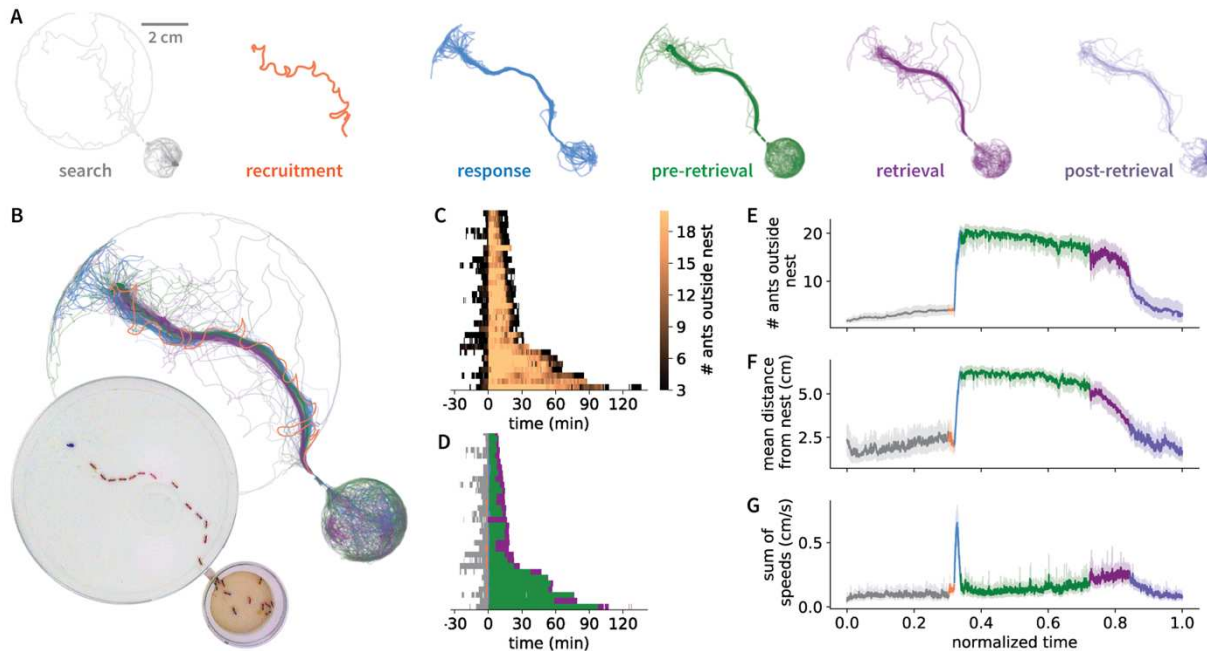 A
2 cm
search
recruitment
response
pre-retrieval
retrieval
post-retrieval
B
C
18
15
12
9
6
3
# ants outside nest
-30 0 30 60 90 120
time (min)
D
-30 0 30 60 90 120
time (min)
E
# ants outside
nest
20
10
F
mean distance
from nest (cm)
5.0
2.5
G
sum of
speeds (cm/s)
0.5
0.0
0.0 0.2 0.4 0.6 0.8 1.0
normalized time